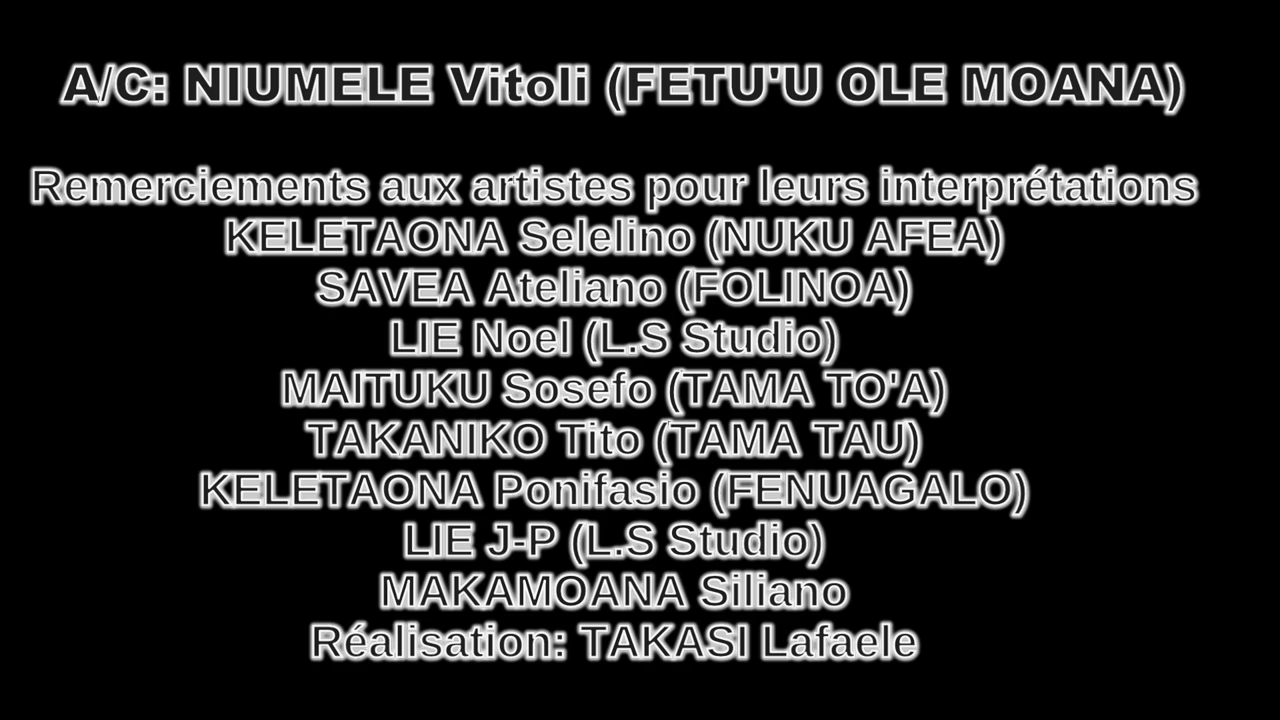 A/C: NIUMELE Vitoli (FETU'U OLE MOANA)
Remerciements aux artistes pour leurs interprétations
KELETAONA Selelino (NUKU AFEA)
SAVEA Ateliano (FOLINOA)
LIE Noel (L.S Studio)
MAITUKU Sosefo (TAMA TO'A)
TAKANIKO Tito (TAMA TAU)
KELETAONA Ponifasio (FENUAGALO)
LIE J-P (L.S Studio)
MAKAMOANA Siliano
Réalisation: TAKASI Lafaele